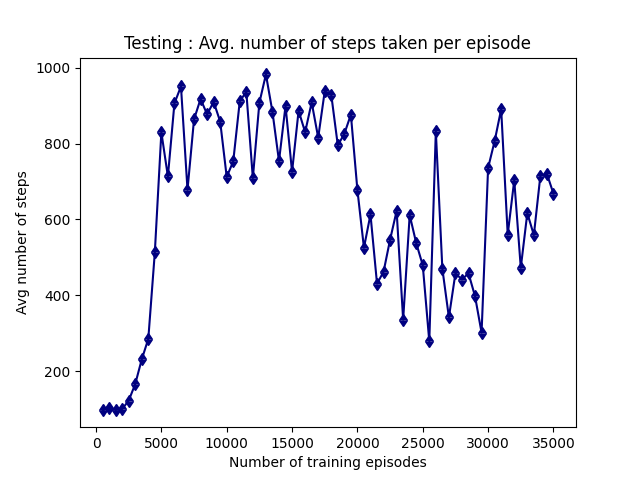 Testing : Avg. number of steps taken per episode
1000
800
600
400
200
Avg number of steps
0 5000 10000 15000 20000 25000 30000 35000
Number of training episodes